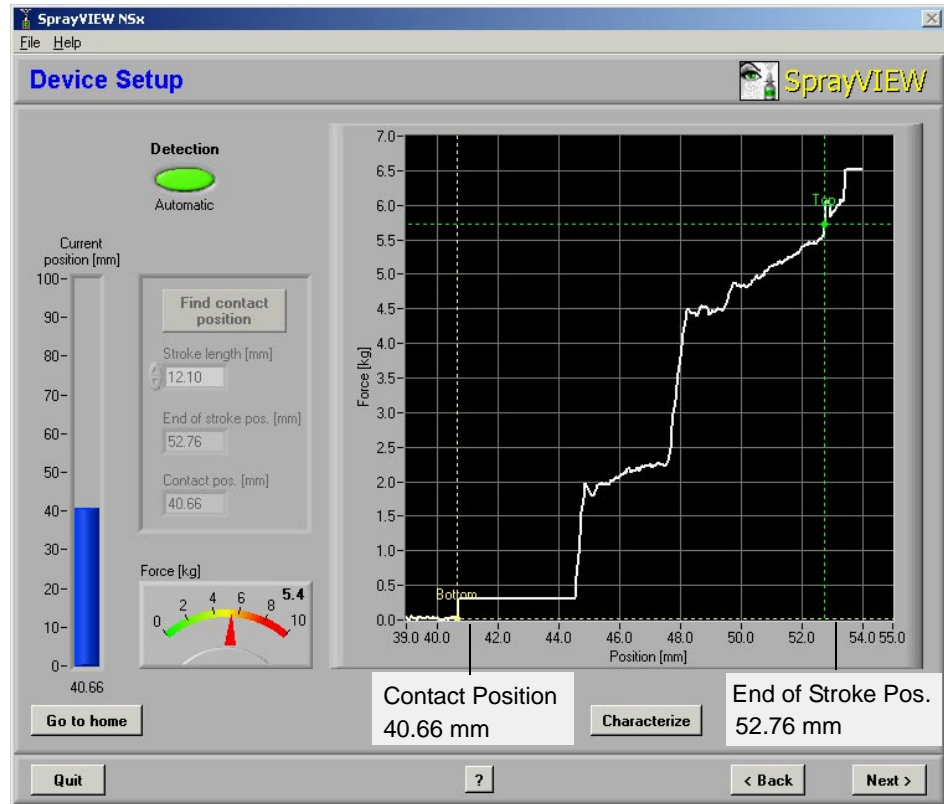 SprayVIEW NSx
File Help
Device Setup
SprayVIEW
Detection
Automatic
Current
position [mm]
100
90
80
70
60
50
40
30
20
10
0
40.66
Find contact
position
Stroke length [mm]
12.10
End of stroke pos. [mm]
52.76
Contact pos. [mm]
40.66
Force [kg]
5.4
0 2 4 6 8 10
Force [kg]
7.0
6.5
6.0
5.5
5.0
4.5
4.0
3.5
3.0
2.5
2.0
1.5
1.0
0.5
0.0
Top
Bottom
39.0 40.0 42.0 44.0 46.0 48.0 50.0 52.0 54.0 55.0
Position [mm]
Contact Position
40.66 mm
End of Stroke Pos.
52.76 mm
Go to home
Characterize
Quit
?
< Back
Next >